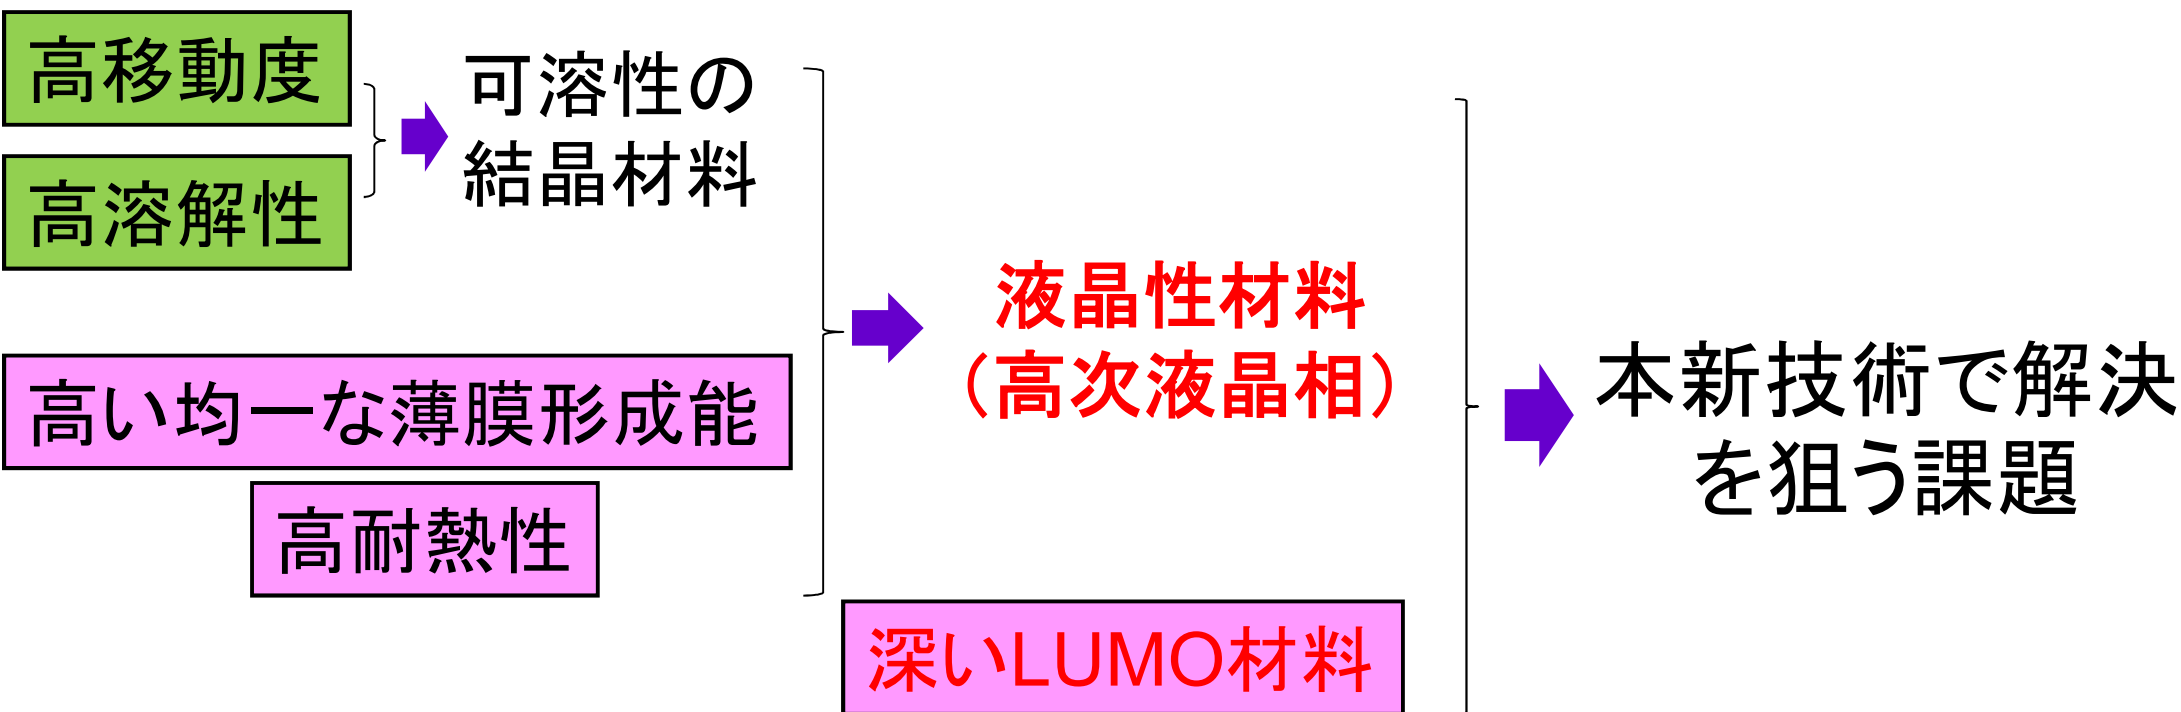 高移動度
高溶解性
可溶性の
結晶材料
高い均一な薄膜形成能
高耐熱性
液晶性材料
（高次液晶相）
深いLUMO材料
本新技術で解決
を狙う課題